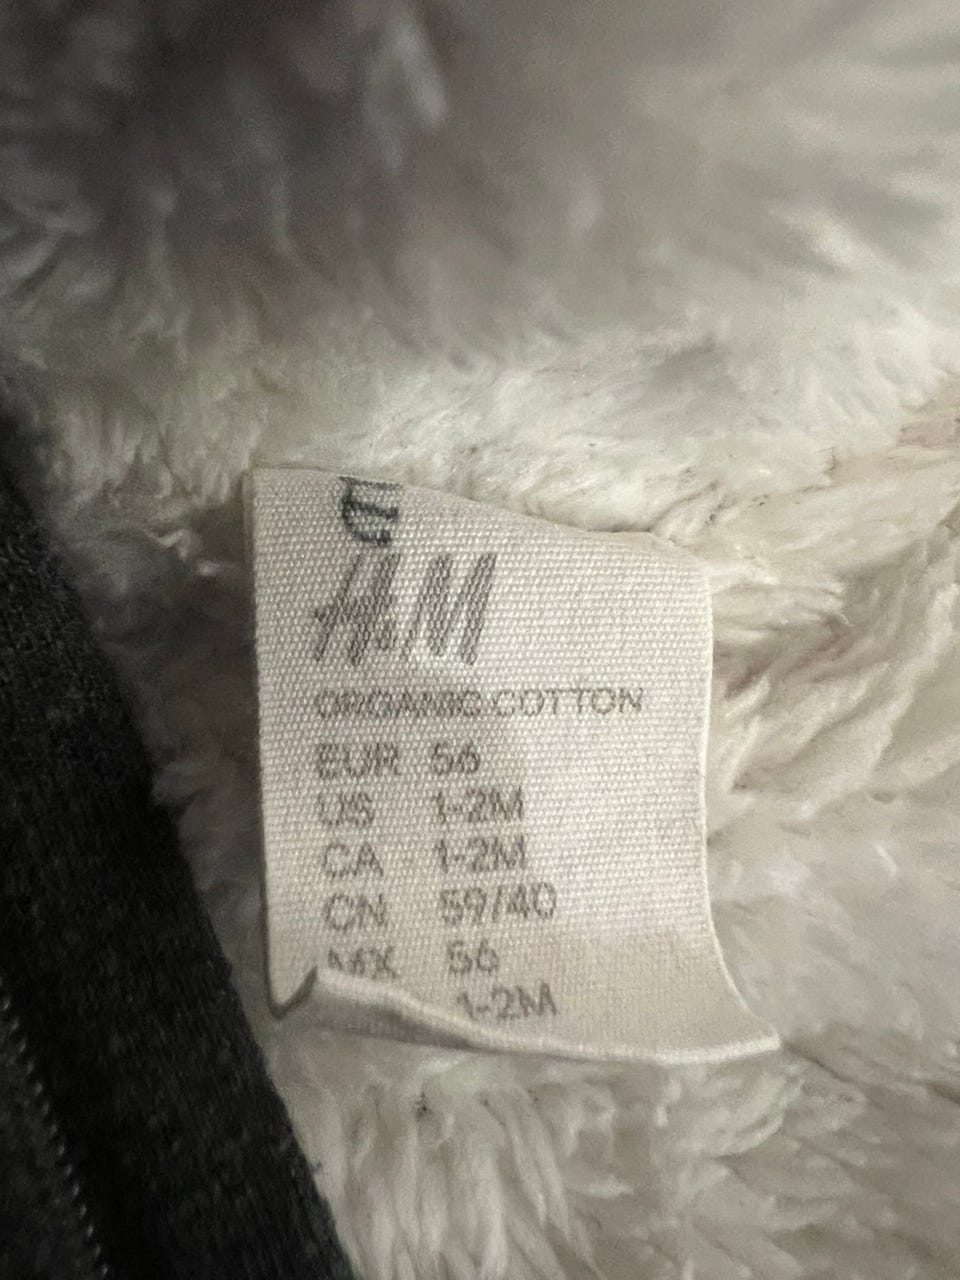 H&M
ORGANIC COTTON
EUR 56
US 1-2M
CA 1-2M
CN 59/40
MX 56
1-2M